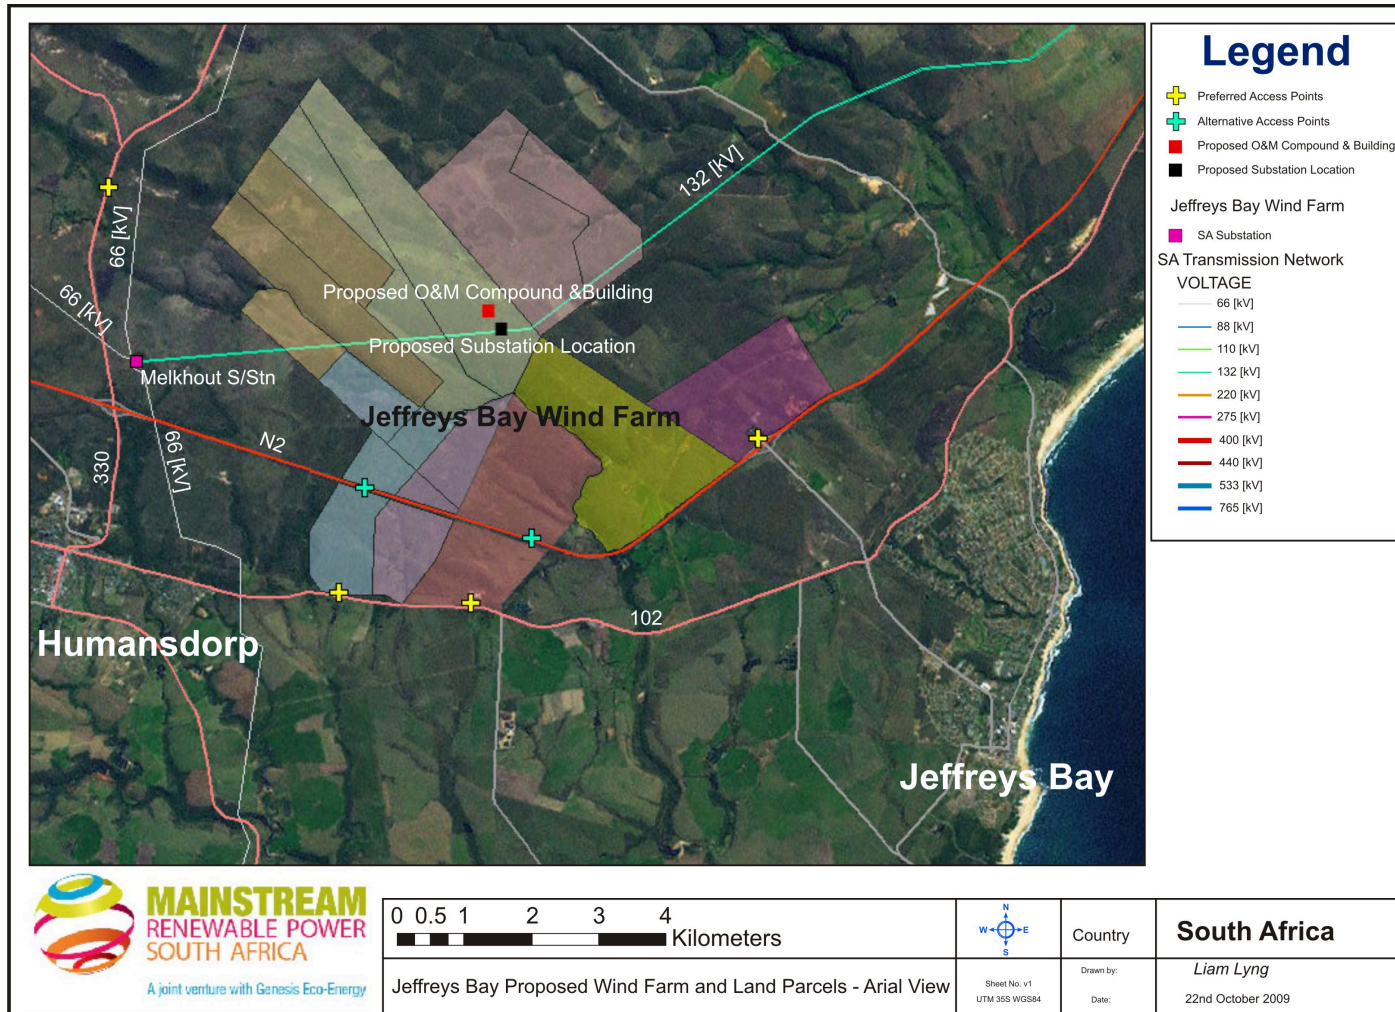 132 [kV]
66 [kV]
66 [kV]
Proposed O&M Compound &Building
Proposed Substation Location
Melkhout S/Stn
Jeffreys Bay Wind Farm
N2
66 [kV]
330
102
Humansdorp
Jeffreys Bay
Legend
Preferred Access Points
Alternative Access Points
Proposed O&M Compound & Building
Proposed Substation Location
Jeffreys Bay Wind Farm
SA Substation
SA Transmission Network
VOLTAGE
66 [kV]
88 [kV]
110 [kV]
132 [kV]
220 [kV]
275 [kV]
400 [kV]
440 [kV]
533 [kV]
765 [kV]
MAINSTREAM
RENEWABLE POWER
SOUTH AFRICA
A joint venture with Genesis Eco-Energy
0 0.5 1 2 3 4
Kilometers
Jeffreys Bay Proposed Wind Farm and Land Parcels - Arial View
N
W E
S
Sheet No. v1
UTM 35S WGS84
Country
South Africa
Drawn by:
Liam Lyng
Date:
22nd October 2009